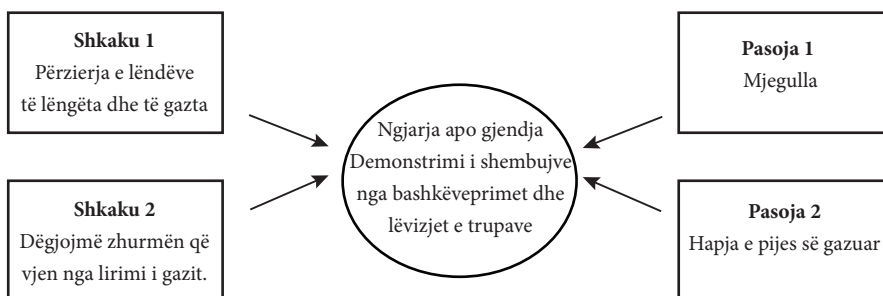 Shkaku 1
Përzierja e lëndëve
të lëngëta dhe të gazta
Shkaku 2
Dëgjojmë zhurmën që
vjen nga lirimi i gazit.
Ngjarja apo gjendja
Demonstrimi i shembujve
nga bashkëveprimet dhe
lëvizjet e trupave
Pasoja 1
Mjegulla
Pasoja 2
Hapja e pijes së gazuar